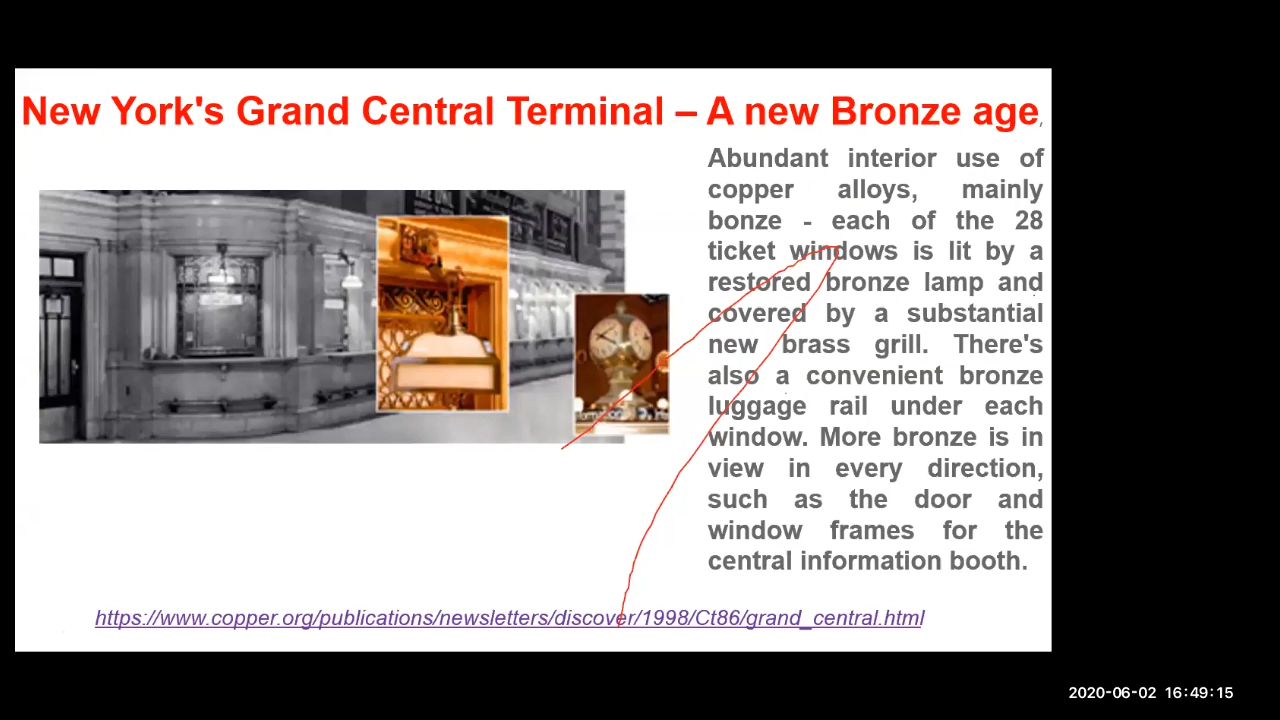 New York's Grand Central Terminal – A new Bronze age,
Abundant interior use of
copper alloys, mainly
bonze - each of the 28
ticket windows is lit by a
restored bronze lamp and
covered by a substantial
new brass grill. There's
also a convenient bronze
luggage rail under each
window. More bronze is in
view in every direction,
such as the door and
window frames for the
central information booth.
https://www.copper.org/publications/newsletters/discover/1998/Ct86/grand_central.html
2020-06-02 16:49:15